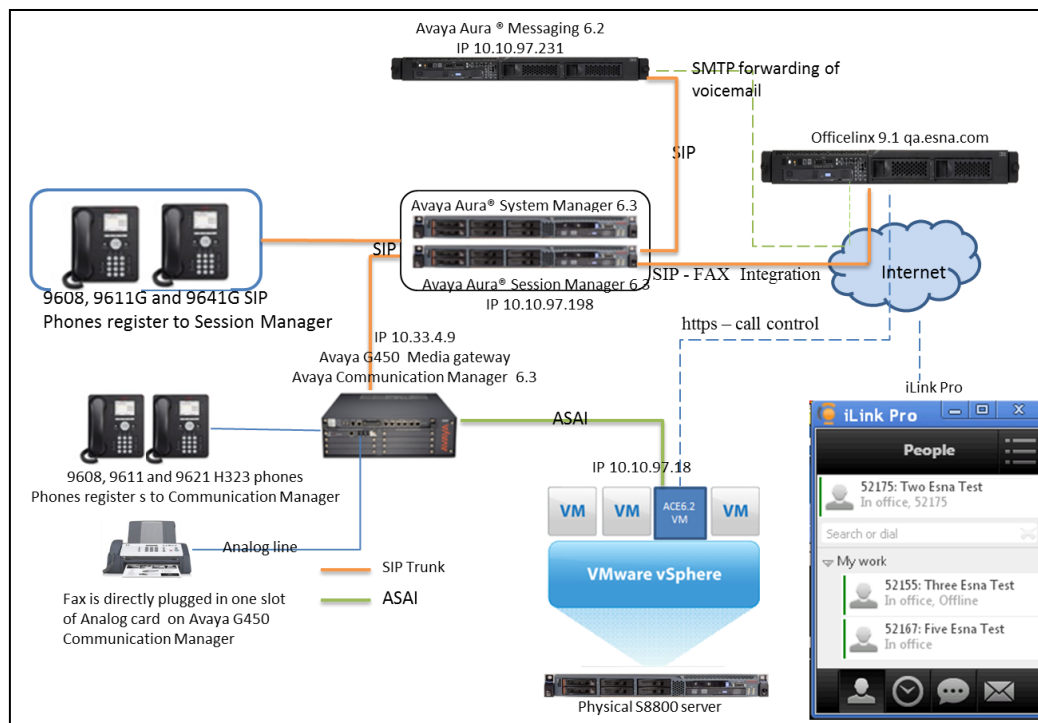 Avaya Aura ® Messaging 6.2
IP 10.10.97.231
SMTP forwarding of
voicemail
Officelinx 9.1 qa.esna.com
SIP
Avaya Aura® System Manager 6.3
SIP
Avaya Aura® Session Manager 6.3
IP 10.10.97.198
SIP - FAX Integration
Internet
9608, 9611G and 9641G SIP
Phones register to Session Manager
https – call control
IP 10.33.4.9
Avaya G450 Media gateway
Avaya Communication Manager 6.3
iLink Pro
ASAI
9608, 9611 and 9621 H323 phones
Phones register s to Communication Manager
IP 10.10.97.18
VM
VM
ACE6.2
VM
VM
VMware vSphere
Analog line
SIP Trunk
ASAI
Fax is directly plugged in one slot
of Analog card on Avaya G450
Communication Manager
Physical S8800 server
iLink Pro
People
52175: Two Esna Test
In office, 52175
Search or dial
My work
52155: Three Esna Test
In office, Offline
52167: Five Esna Test
In office